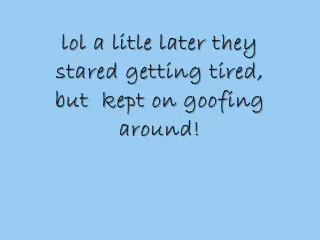 lol a litle later they
stared getting tired,
but  kept on goofing
around!